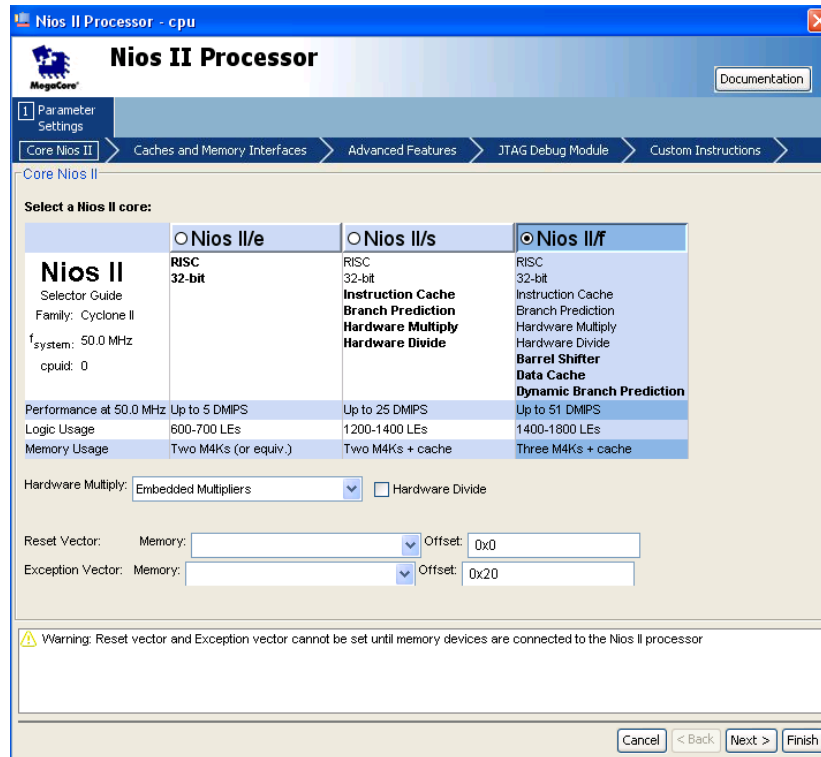 Nios II Processor - cpu
MegaCore'
Nios II Processor
Documentation
1 Parameter
Settings
Core Nios II
Caches and Memory Interfaces
Advanced Features
JTAG Debug Module
Custom Instructions
Core Nios II
Select a Nios II core:
Nios II/e
Nios II/s
Nios II/f
Nios II
Selector Guide
Family: Cyclone II
fsystem: 50.0 MHz
cpuid: 0
RISC
32-bit
RISC
32-bit
Instruction Cache
Branch Prediction
Hardware Multiply
Hardware Divide
RISC
32-bit
Instruction Cache
Branch Prediction
Hardware Multiply
Hardware Divide
Barrel Shifter
Data Cache
Dynamic Branch Prediction
Performance at 50.0 MHz Up to 5 DMIPS Up to 25 DMIPS Up to 51 DMIPS
Logic Usage 600-700 LEs 1200-1400 LEs 1400-1800 LEs
Memory Usage Two M4Ks (or equiv.) Two M4Ks + cache Three M4Ks + cache
Hardware Multiply: Embedded Multipliers Hardware Divide
Reset Vector: Memory: Offset: 0x0
Exception Vector: Memory: Offset: 0x20
Warning: Reset vector and Exception vector cannot be set until memory devices are connected to the Nios II processor
Cancel < Back Next > Finish